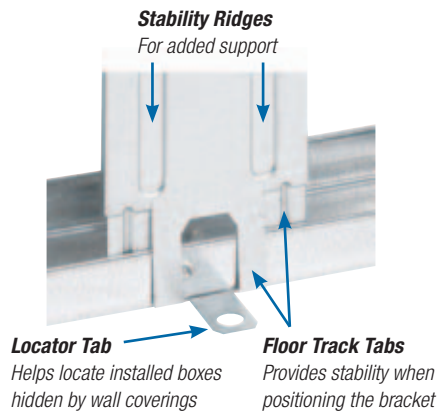 Stability Ridges
For added support
Locator Tab
Helps locate installed boxes
hidden by wall coverings
Floor Track Tabs
Provides stability when
positioning the bracket